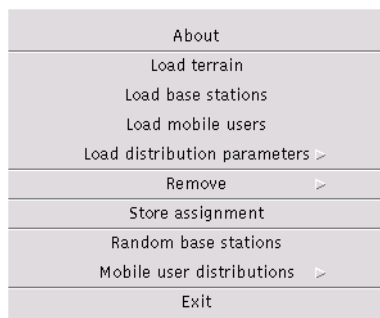 About
Load terrain
Load base stations
Load mobile users
Load distribution parameters
Remove
Store assignment
Random base stations
Mobile user distributions
Exit